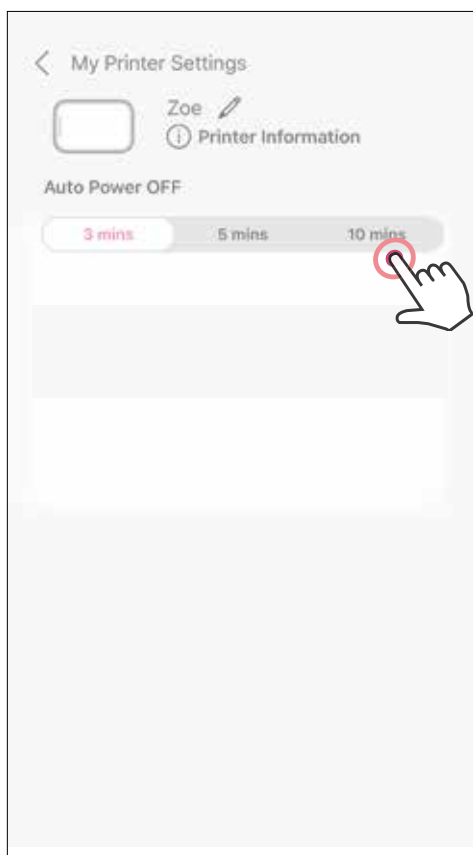 My Printer Settings
Zoe
Printer Information
Auto Power OFF
3 mins 5 mins 10 mins